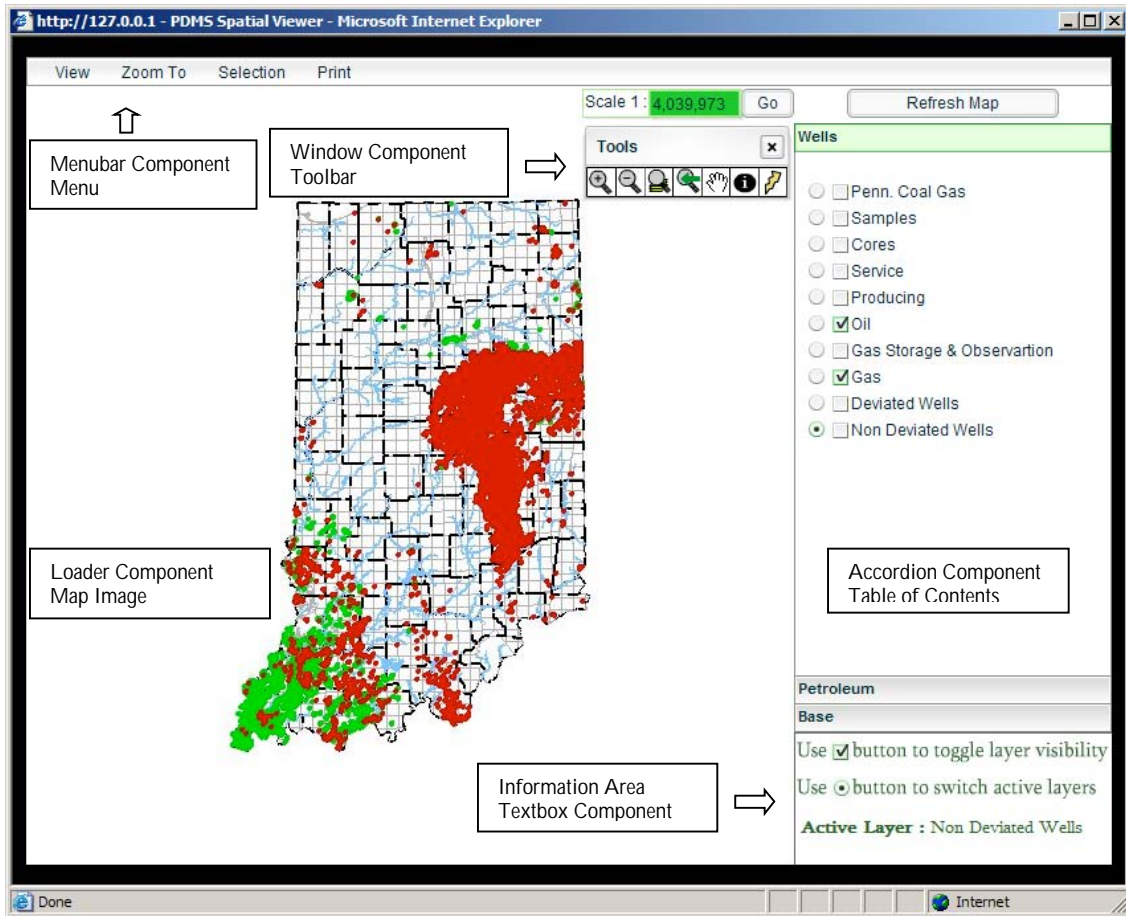 http://127.0.0.1 - PDMS Spatial Viewer - Microsoft Internet Explorer
View Zoom To Selection Print
Scale 1 : 4,039,973 Go Refresh Map
Menubar Component
Menu
Window Component
Toolbar
Tools
Wells
Penn. Coal Gas
Samples
Cores
Service
Producing
Oil
Gas Storage & Observartion
Gas
Deviated Wells
Non Deviated Wells
Loader Component
Map Image
Accordion Component
Table of Contents
Petroleum
Base
Information Area
Textbox Component
Use button to toggle layer visibility
Use button to switch active layers
Active Layer : Non Deviated Wells
Done
Internet